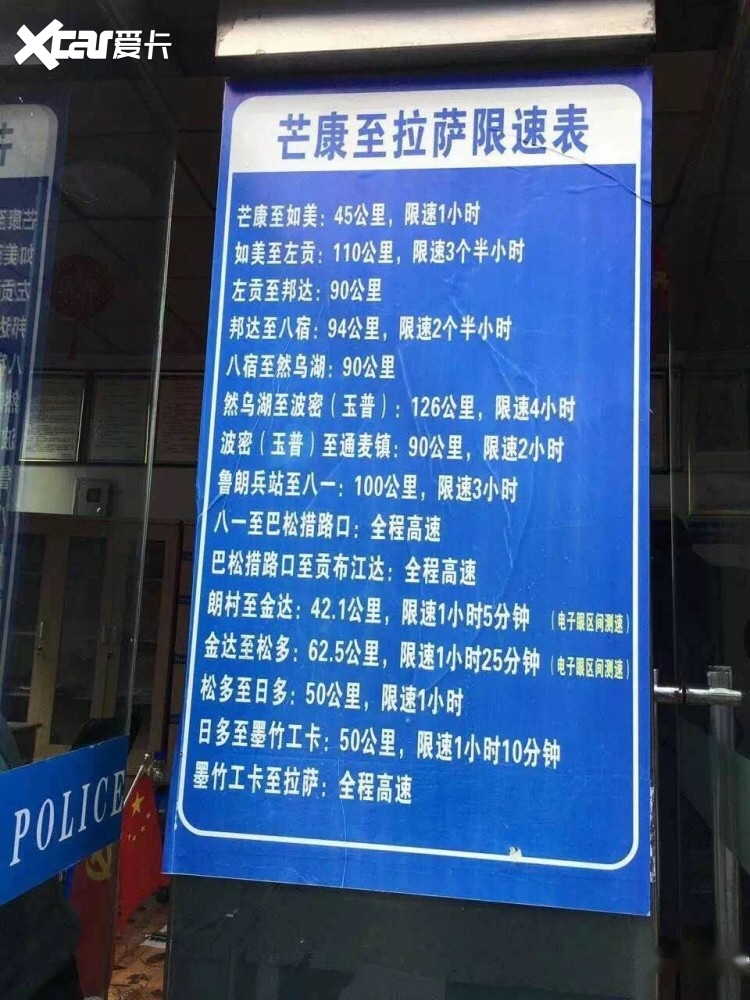 Xcar爱卡
芒康至拉萨限速表
芒康至如美：45公里，限速1小时
如美至左贡：110公里，限速3个半小时
左贡至邦达：90公里
邦达至八宿：94公里，限速2个半小时
八宿至然乌湖：90公里
然乌湖至波密（玉普）：126公里，限速4小时
波密（玉普）至通麦镇：90公里，限速2小时
鲁朗兵站至八一：100公里，限速3小时
八一至巴松措路口：全程高速
巴松措路口至贡布江达：全程高速
朗村至金达：42.1公里，限速1小时5分钟（电子眼区间测速）
金达至松多：62.5公里，限速1小时25分钟（电子眼区间测速）
松多至日多：50公里，限速1小时
日多至墨竹工卡：50公里，限速1小时10分钟
墨竹工卡至拉萨：全程高速
POLICE